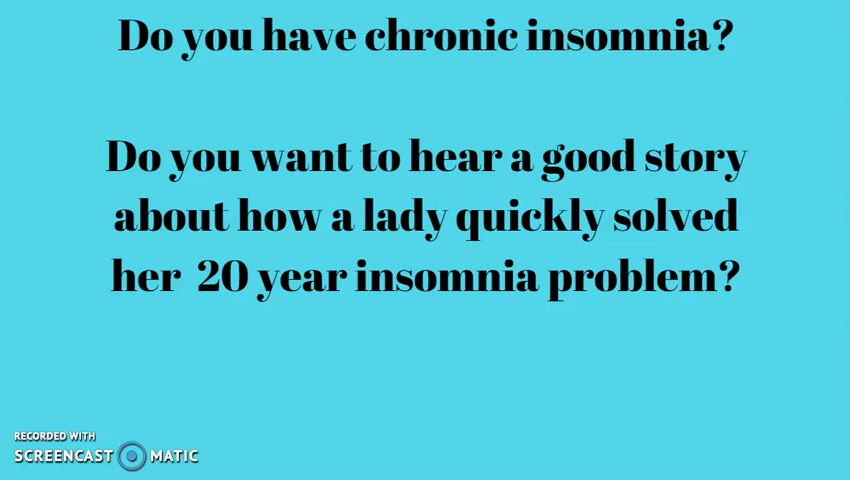 Do you have chronic insomnia?
Do you want to hear a good story
about how a lady quickly solved
her 20 year insomnia problem?
RECORDED WITH
SCREENCAST MATIC